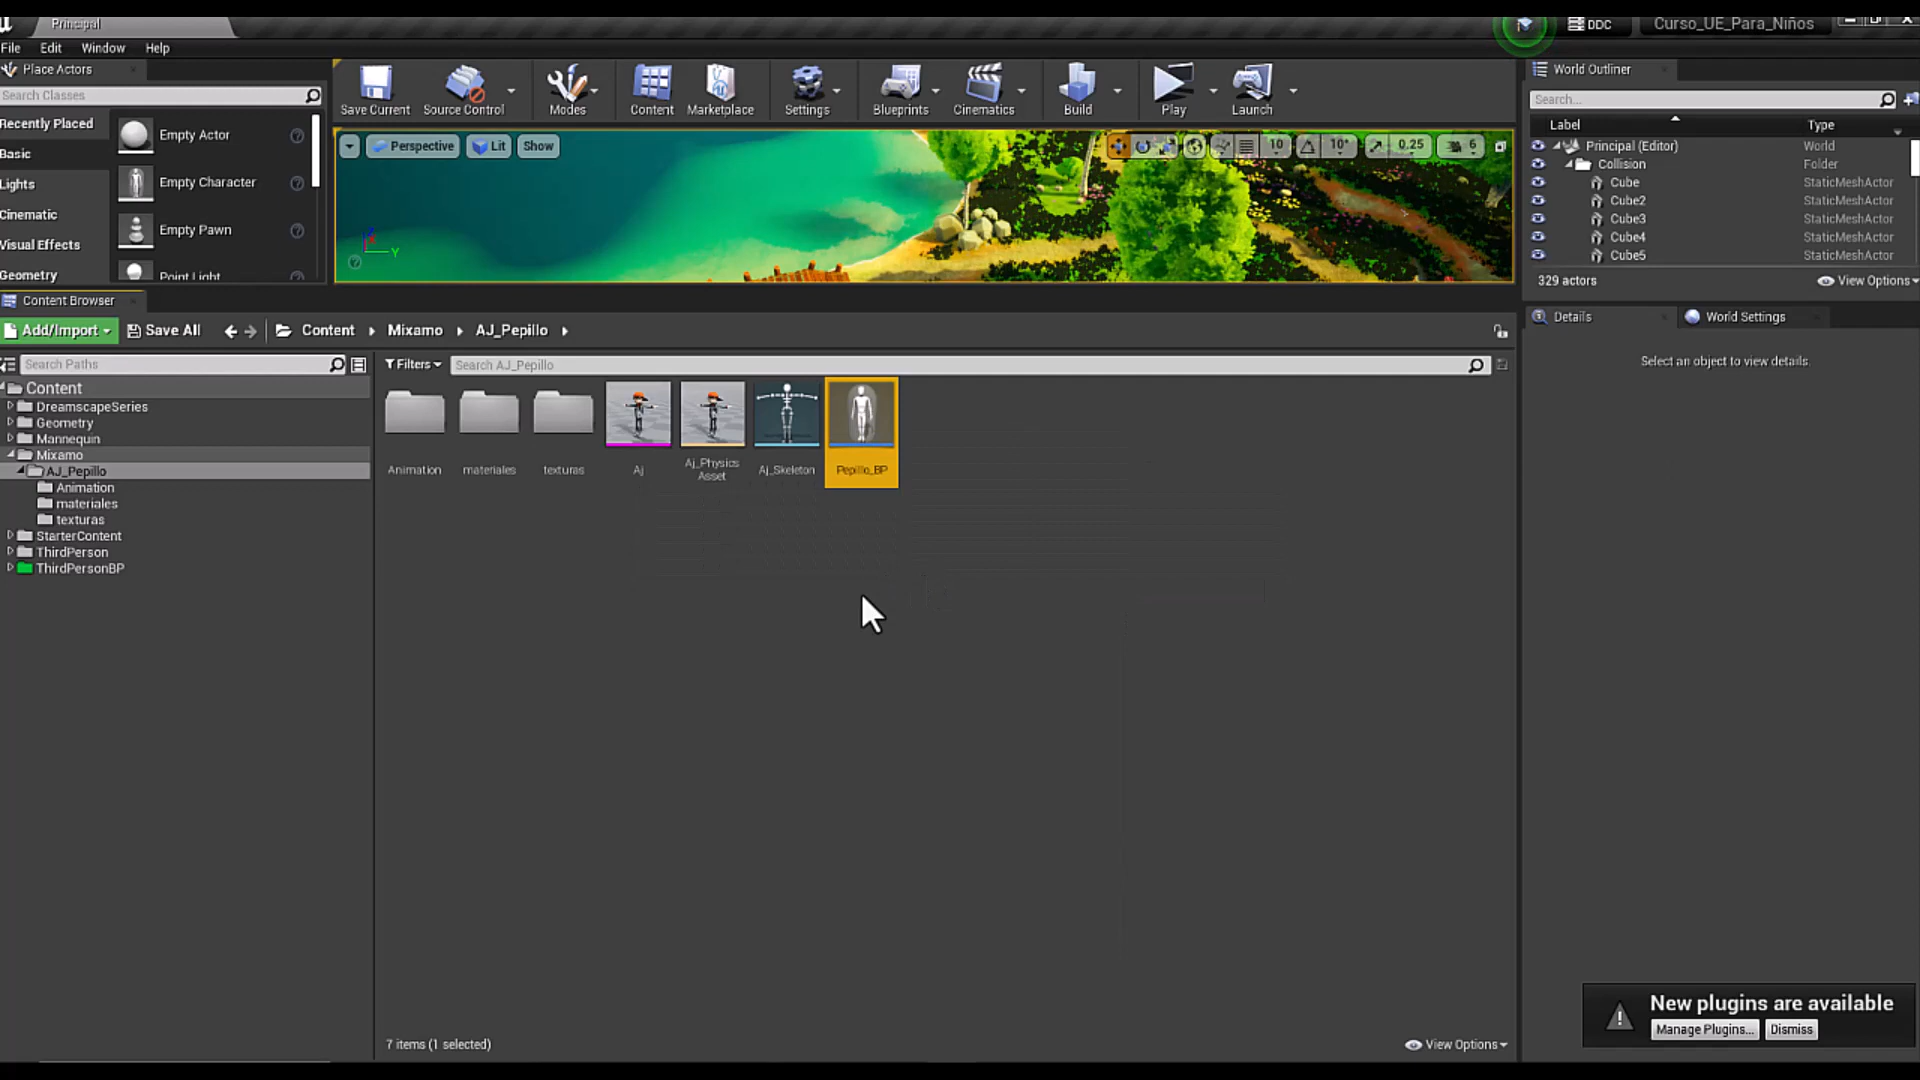 Principal
DDC
Curso_UE_Para_Niños
File Edit Window Help
Place Actors
Search Classes
Recently Placed
Basic
Lights
Cinematic
Visual Effects
Geometry
Empty Actor
Empty Character
Empty Pawn
Point Light
Save Current
Source Control
Modes
Content
Marketplace
Settings
Blueprints
Cinematics
Build
Play
Launch
Perspective
Lit
Show
10
10°
0.25
6
Z
X
Y
World Outliner
Search...
Label Type
Principal (Editor) World
Collision Folder
Cube StaticMeshActor
Cube2 StaticMeshActor
Cube3 StaticMeshActor
Cube4 StaticMeshActor
Cube5 StaticMeshActor
329 actors
View Options
Content Browser
Add/Import
Save All
Content
Mixamo
AJ_Pepillo
Search Paths
Content
DreamscapeSeries
Geometry
Mannequin
Mixamo
AJ_Pepillo
Animation
materiales
texturas
StarterContent
ThirdPerson
ThirdPersonBP
Filters
Search AJ_Pepillo
Animation
materiales
texturas
Aj
Aj_Physics
Asset
Aj_Skeleton
Pepillo_BP
7 items (1 selected)
View Options
Details
World Settings
Select an object to view details.
New plugins are available
Manage Plugins...
Dismiss